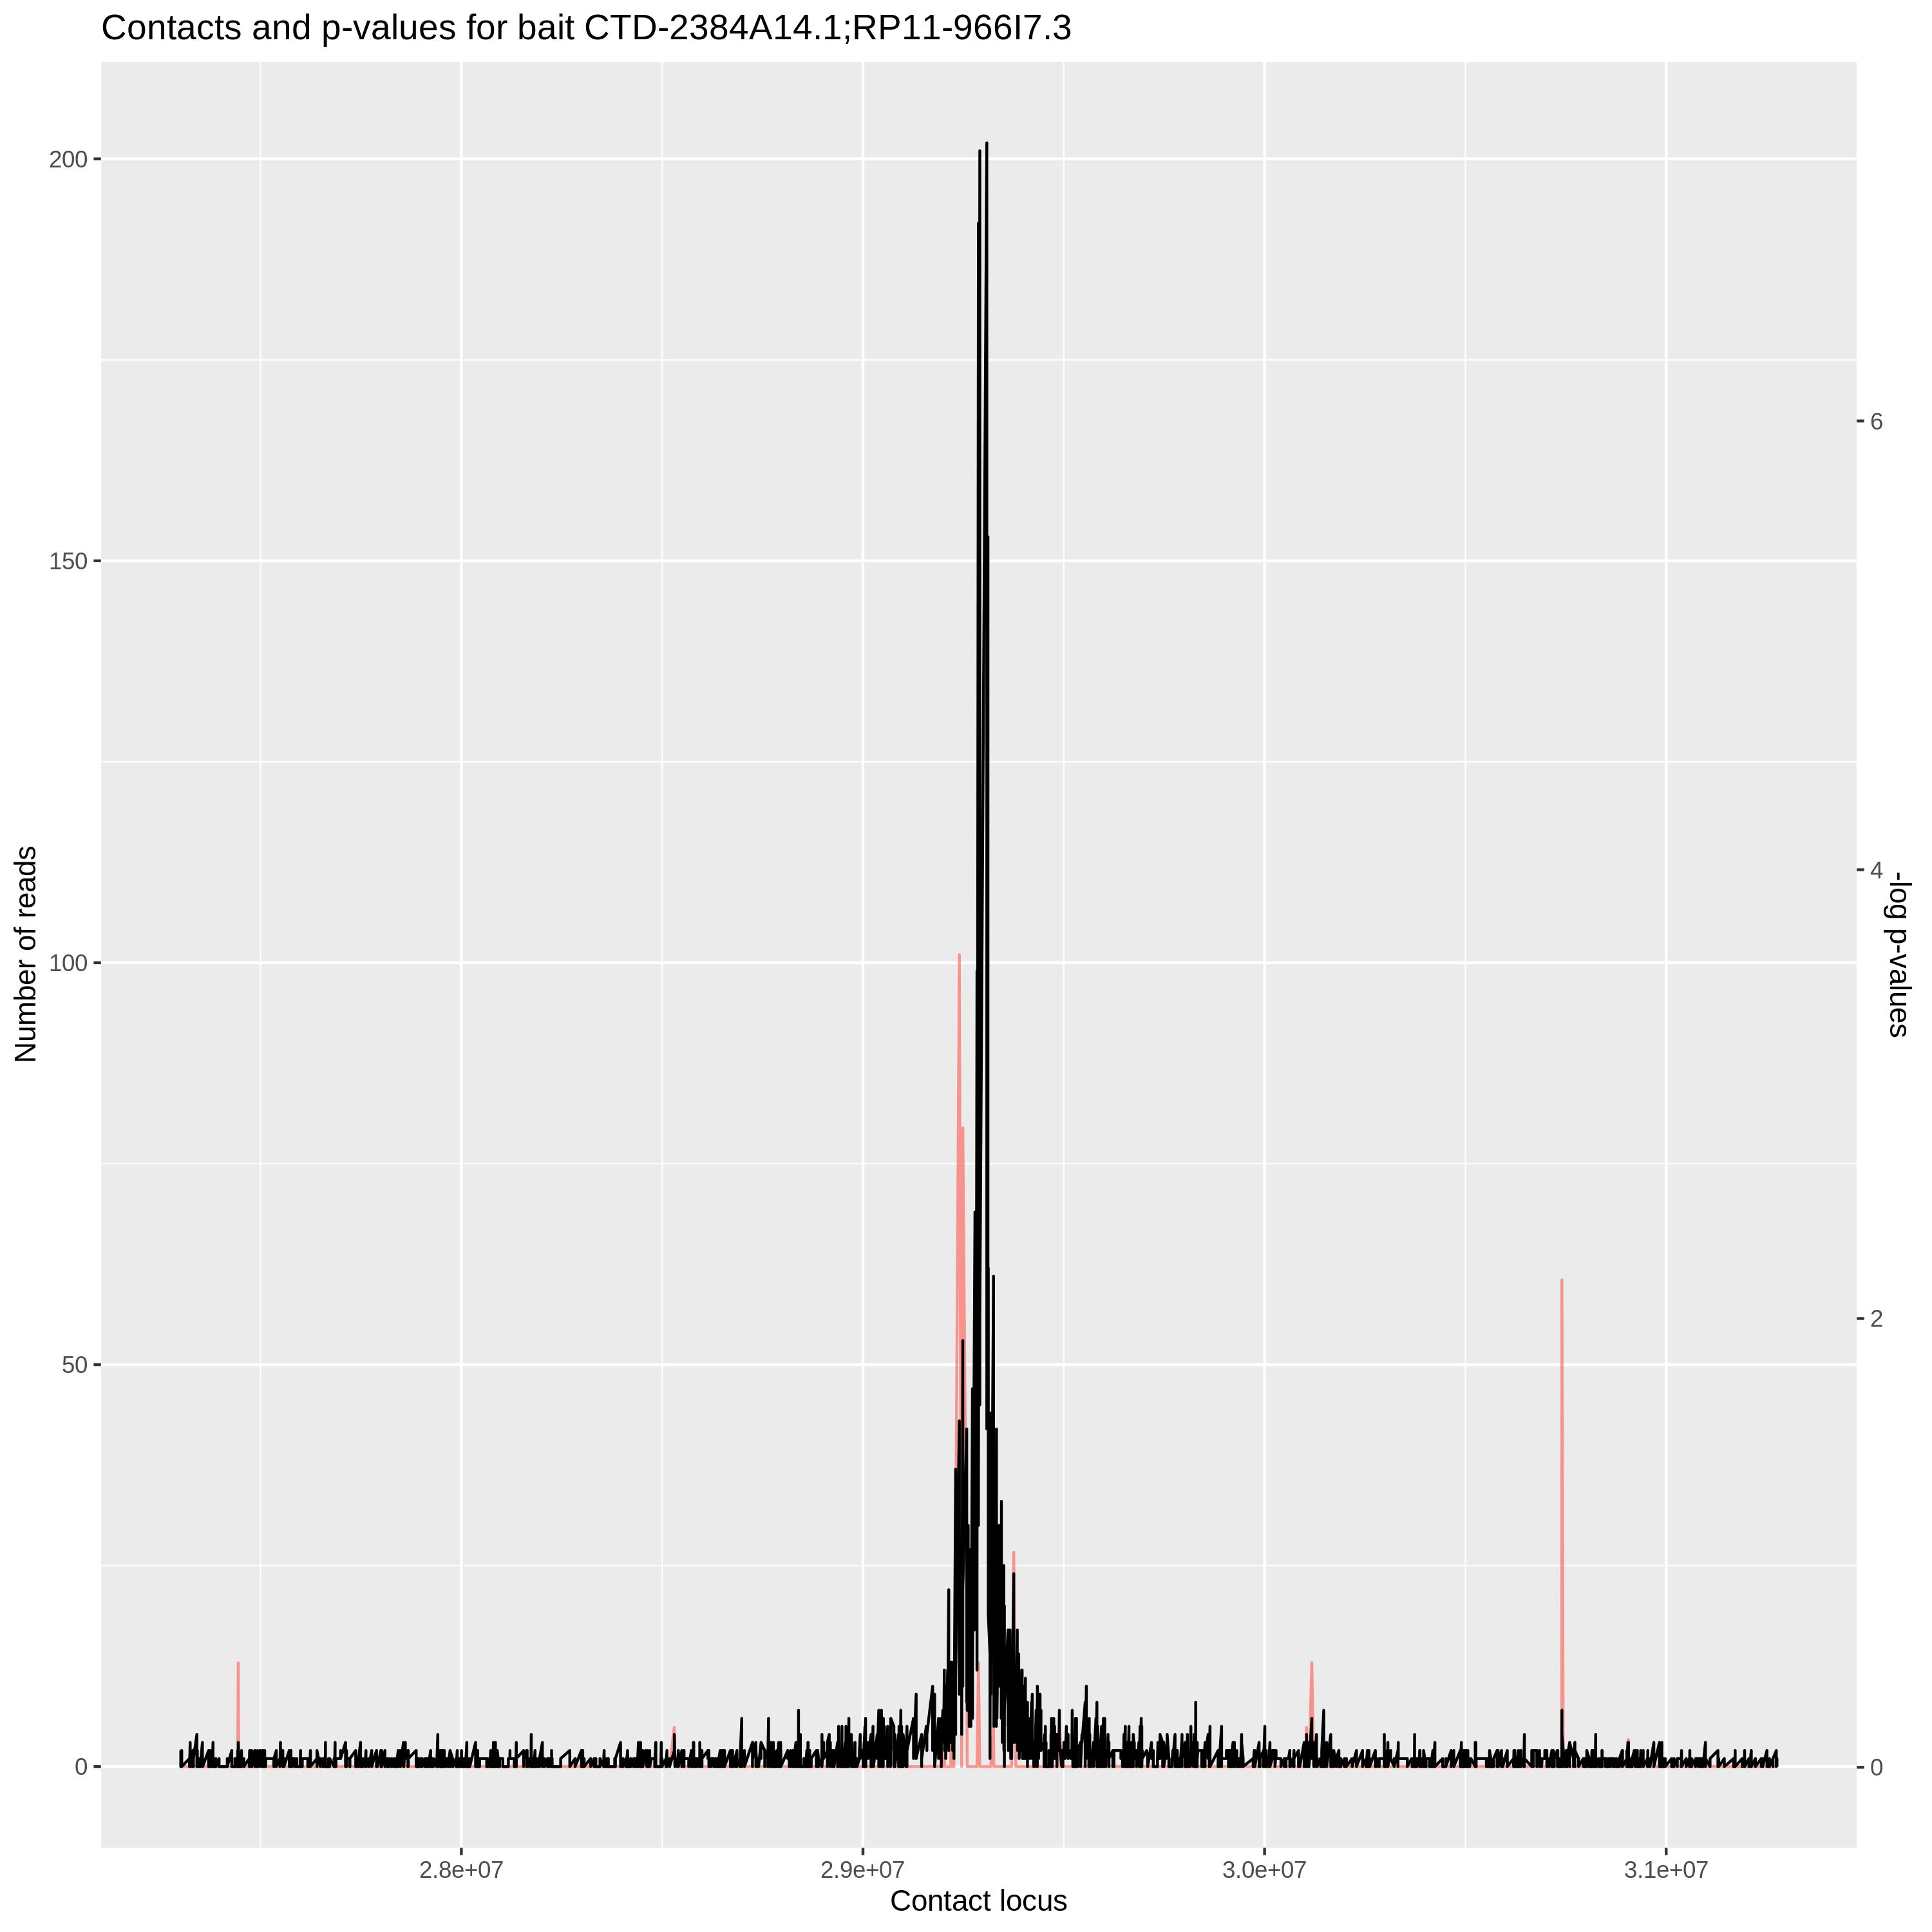 Contacts and p-values for bait CTD-2384A14.1;RP11-966I7.3
200
150
100
50
0
Number of reads
6
4
2
0
-log p-values
2.8e+07
2.9e+07
3.0e+07
3.1e+07
Contact locus